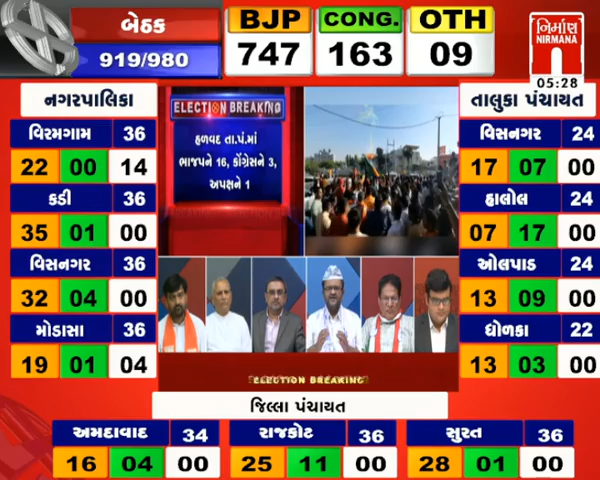 બેઠક
919/980
BJP
747
CONG.
163
OTH
09
નિર્માણ
NIRMANA
05:28
નગરપાલિકા
વિરમગામ 36
22 00 14
કડી 36
35 01 00
વિસનગર 36
32 04 00
મોડાસા 36
19 01 04
ELECTION BREAKING
હળવદ તા.પં.માં
ભાજપને 16, કોંગ્રેસને 3,
અપક્ષને 1
તાલુકા પંચાયત
વિસનગર 24
17 07 00
હાલોલ 24
07 17 00
ઓલપાડ 24
13 09 00
ધોળકા 22
13 03 00
ELECTION BREAKING
જિલ્લા પંચાયત
અમદાવાદ 34
16 04 00
રાજકોટ 36
25 11 00
સુરત 36
28 01 00